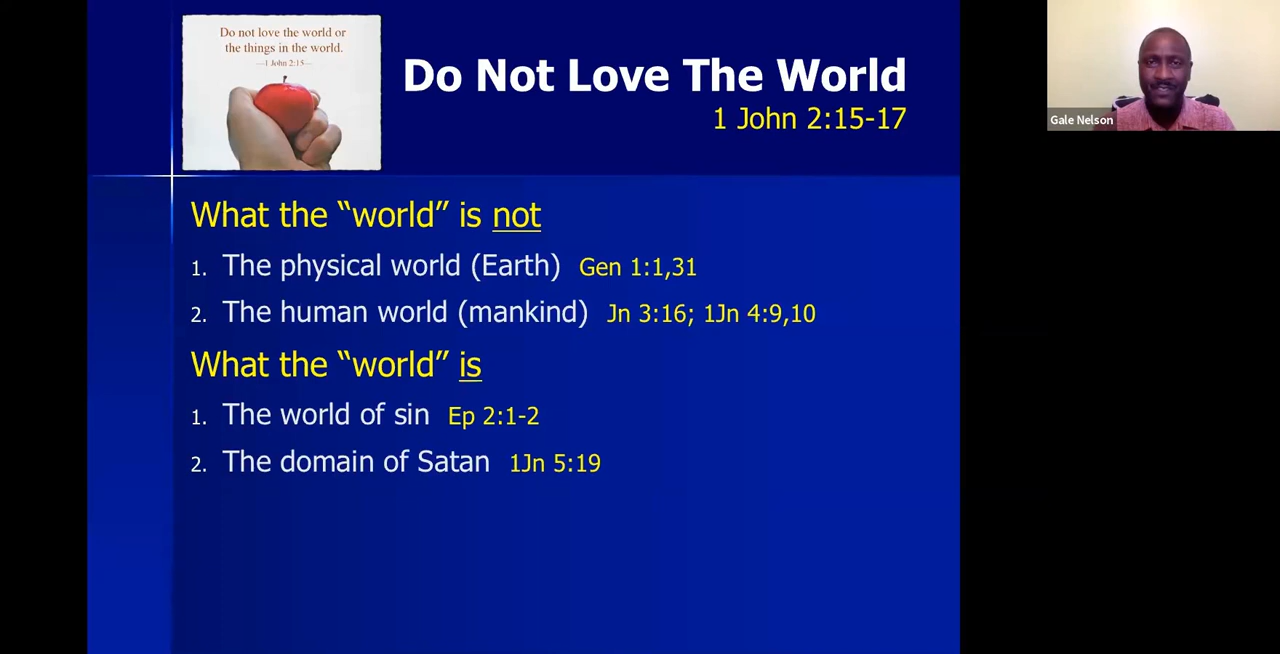 Do not love the world or
the things in the world.
—1 John 2:15—
Do Not Love The World
1 John 2:15-17
Gale Nelson
What the “world” is not
1. The physical world (Earth) Gen 1:1,31
2. The human world (mankind) Jn 3:16; 1Jn 4:9,10
What the “world” is
1. The world of sin Ep 2:1-2
2. The domain of Satan 1Jn 5:19